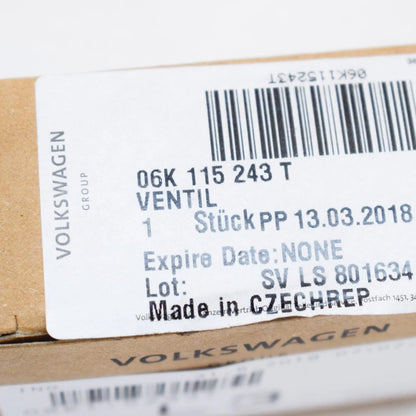 06K115243T
06K 115 243 T
VENTIL
1 Stück PP 13.03.2018
Expire Date: NONE
Lot: SV LS 801634
Made in CZECHREP
VOLKSWAGEN
GROUP
VOLKSWAGEN